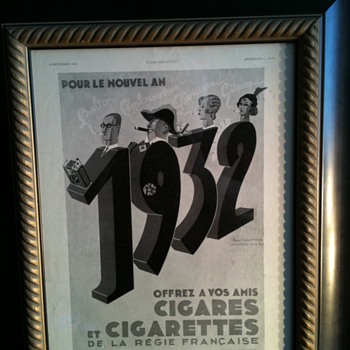 POUR LE NOUVEL AN
1932
OFFREZ A VOS AMIS
CIGARES
ET CIGARETTES
DE LA RÉGIE FRANÇAISE